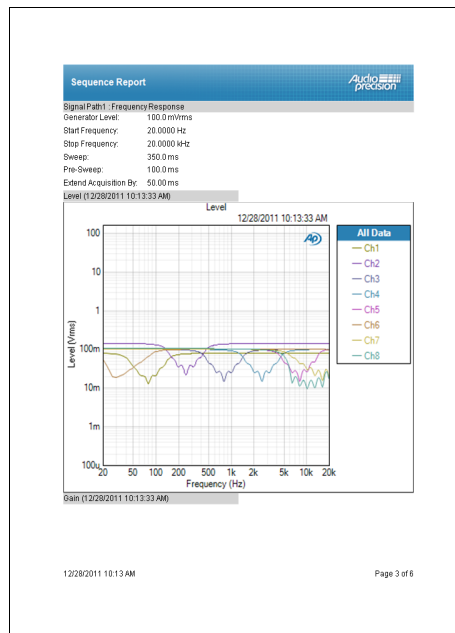 Sequence Report
Audio precision
Signal Path1 : Frequency Response
Generator Level: 100.0 mVrms
Start Frequency: 20.0000 Hz
Stop Frequency: 20.0000 kHz
Sweep: 350.0 ms
Pre-Sweep: 100.0 ms
Extend Acquisition By: 50.00 ms
Level (12/28/2011 10:13:33 AM)
Level
12/28/2011 10:13:33 AM
Level (Vrms)
100
10
1
100m
10m
1m
100u
AP
20 50 100 200 500 1k 2k 5k 10k 20k
Frequency (Hz)
All Data
Ch1
Ch2
Ch3
Ch4
Ch5
Ch6
Ch7
Ch8
Gain (12/28/2011 10:13:33 AM)
12/28/2011 10:13 AM Page 3 of 6